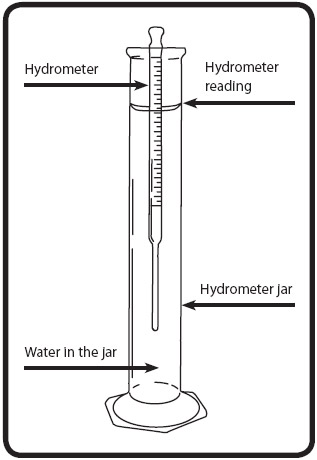 Hydrometer
Hydrometer
reading
Hydrometer jar
Water in the jar